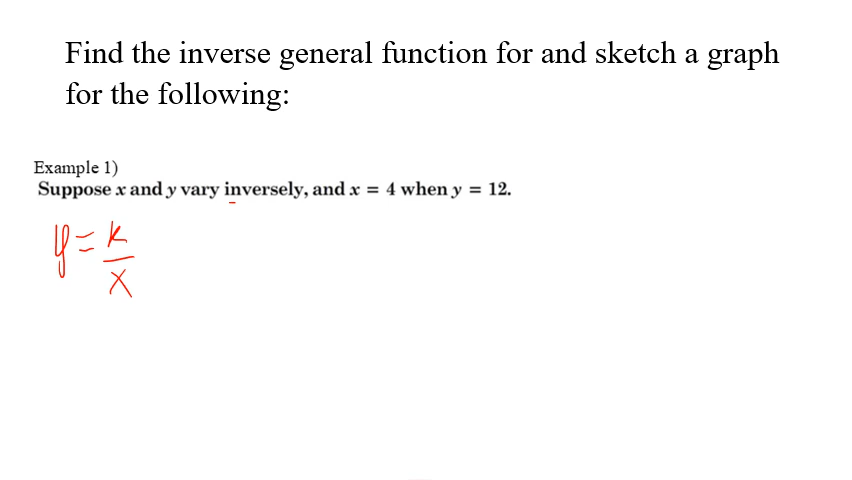 Find the inverse general function for and sketch a graph
for the following:
Example 1)
Suppose x and y vary inversely, and x = 4 when y = 12.
y = k
x